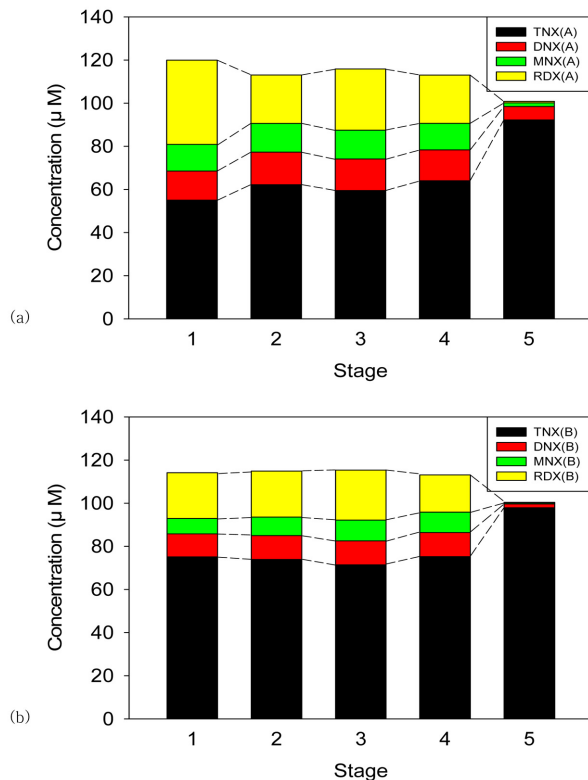 140
120
100
80
60
40
20
0
Concentration (μ M)
TNX(A)
DNX(A)
MNX(A)
RDX(A)
1 2 3 4 5
Stage
(a)
140
120
100
80
60
40
20
0
Concentration (μ M)
TNX(B)
DNX(B)
MNX(B)
RDX(B)
1 2 3 4 5
Stage
(b)